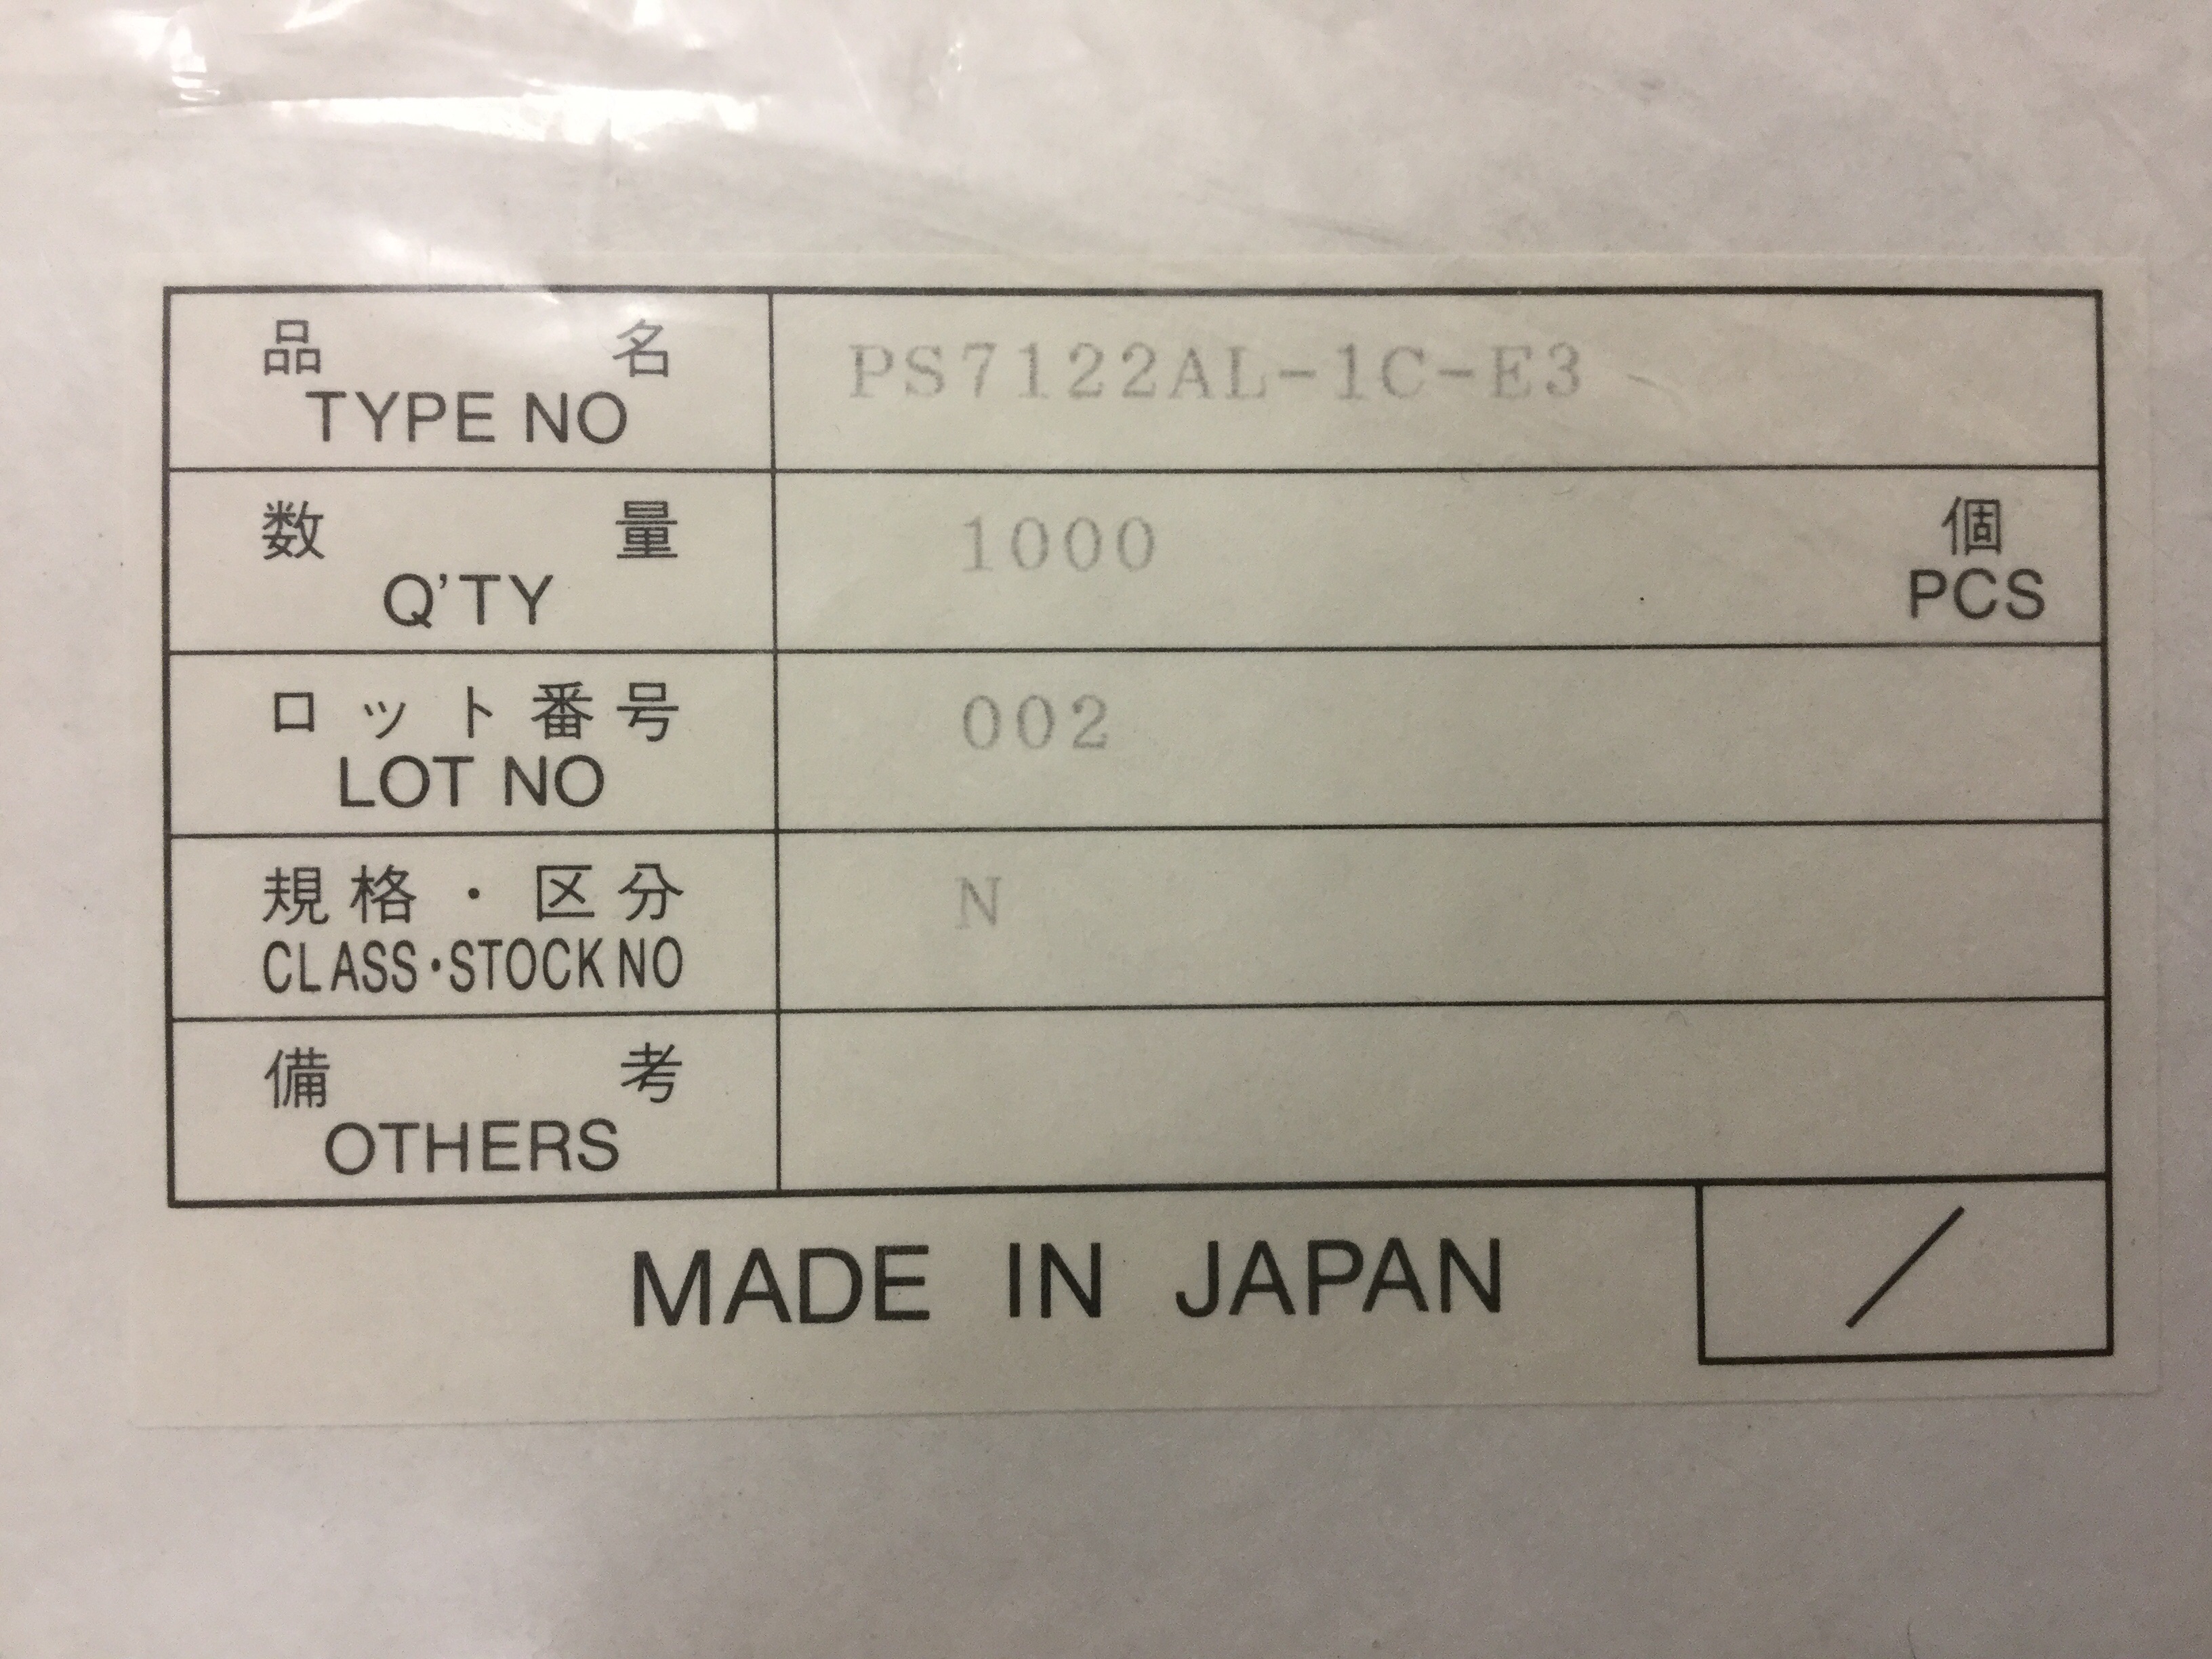 品名 PS7122AL-1C-E3
TYPE NO
数量 1000 個
Q'TY PCS
ロット番号 002
LOT NO
規格・区分 N
CLASS・STOCK NO
備考
OTHERS
MADE IN JAPAN /